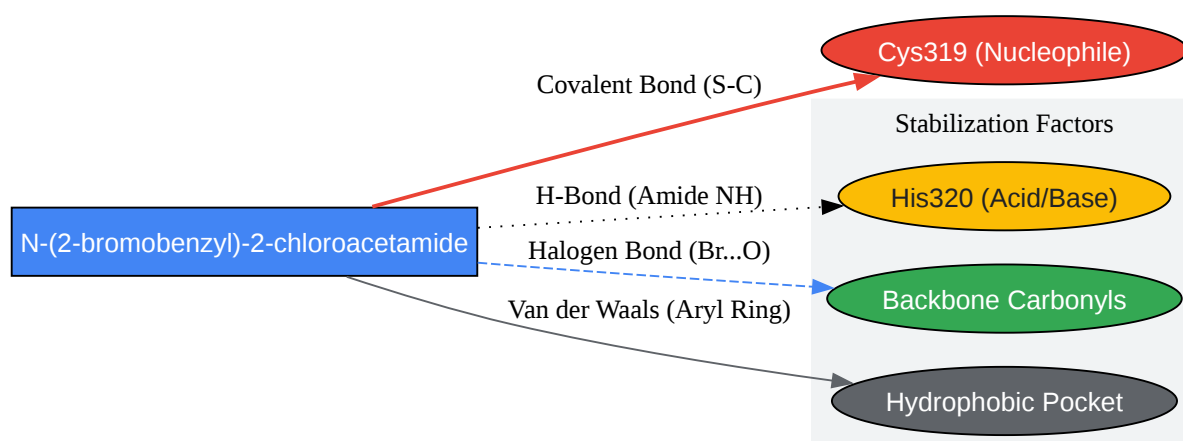 Cys319 (Nucleophile)
Covalent Bond (S-C)
Stabilization Factors
H-Bond (Amide NH)
His320 (Acid/Base)
N-(2-bromobenzyl)-2-chloroacetamide
Halogen Bond (Br...O)
Backbone Carbonyls
Van der Waals (Aryl Ring)
Hydrophobic Pocket